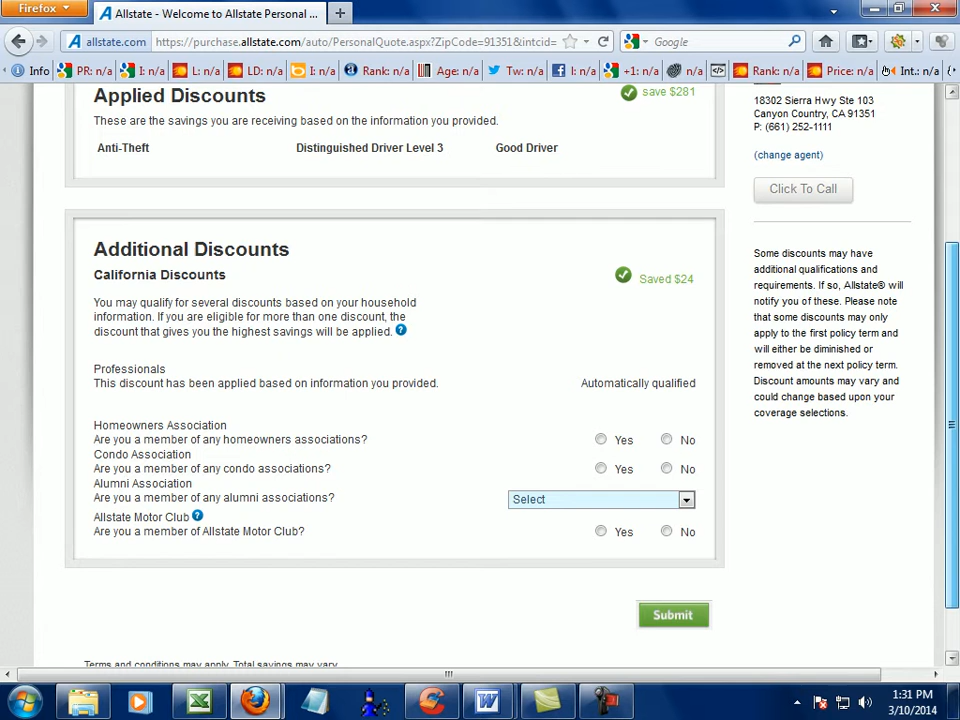 Firefox
Allstate - Welcome to Allstate Personal ...
allstate.com
https://purchase.allstate.com/auto/PersonalQuote.aspx?ZipCode=91351&intcid=
Google
Info PR: n/a I: n/a L: n/a LD: n/a I: n/a Rank: n/a Age: n/a Tw: n/a l: n/a +1: n/a n/a Rank: n/a Price: n/a Int.: n/a
Applied Discounts
save $281
These are the savings you are receiving based on the information you provided.
Anti-Theft Distinguished Driver Level 3 Good Driver
18302 Sierra Hwy Ste 103
Canyon Country, CA 91351
P: (661) 252-1111
(change agent)
Click To Call
Additional Discounts
California Discounts
Saved $24
You may qualify for several discounts based on your household
information. If you are eligible for more than one discount, the
discount that gives you the highest savings will be applied. ?
Professionals
This discount has been applied based on information you provided. Automatically qualified
Homeowners Association
Are you a member of any homeowners associations? Yes No
Condo Association
Are you a member of any condo associations? Yes No
Alumni Association
Are you a member of any alumni associations? Select
Allstate Motor Club ?
Are you a member of Allstate Motor Club? Yes No
Submit
Some discounts may have
additional qualifications and
requirements. If so, Allstate® will
notify you of these. Please note
that some discounts may only
apply to the first policy term and
will either be diminished or
removed at the next policy term.
Discount amounts may vary and
could change based upon your
coverage selections.
Terms and conditions may apply. Total savings may vary.
1:31 PM
3/10/2014